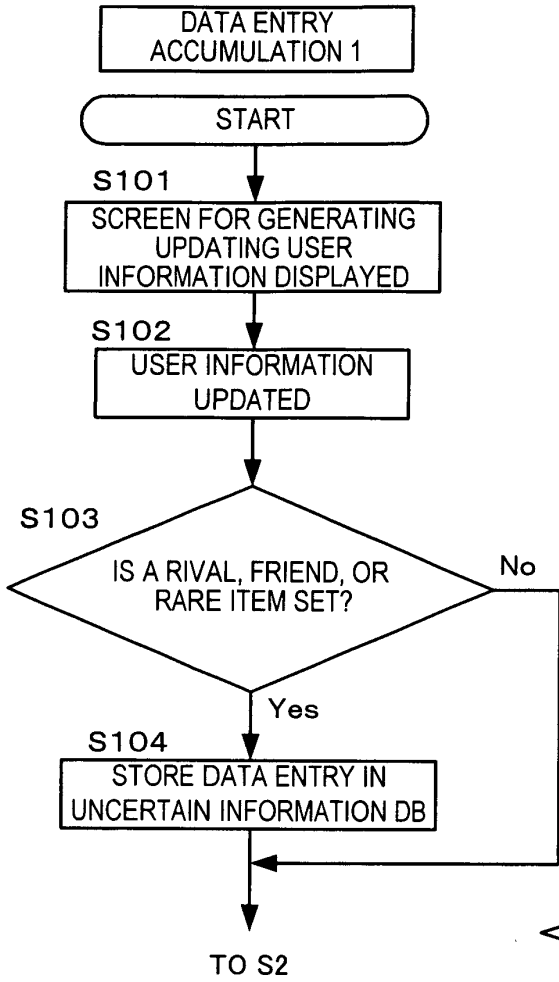 DATA ENTRY
ACCUMULATION 1
START
S101
SCREEN FOR GENERATING
UPDATING USER
INFORMATION DISPLAYED
S102
USER INFORMATION
UPDATED
S103
IS A RIVAL, FRIEND, OR
RARE ITEM SET?
No
Yes
S104
STORE DATA ENTRY IN
UNCERTAIN INFORMATION DB
TO S2